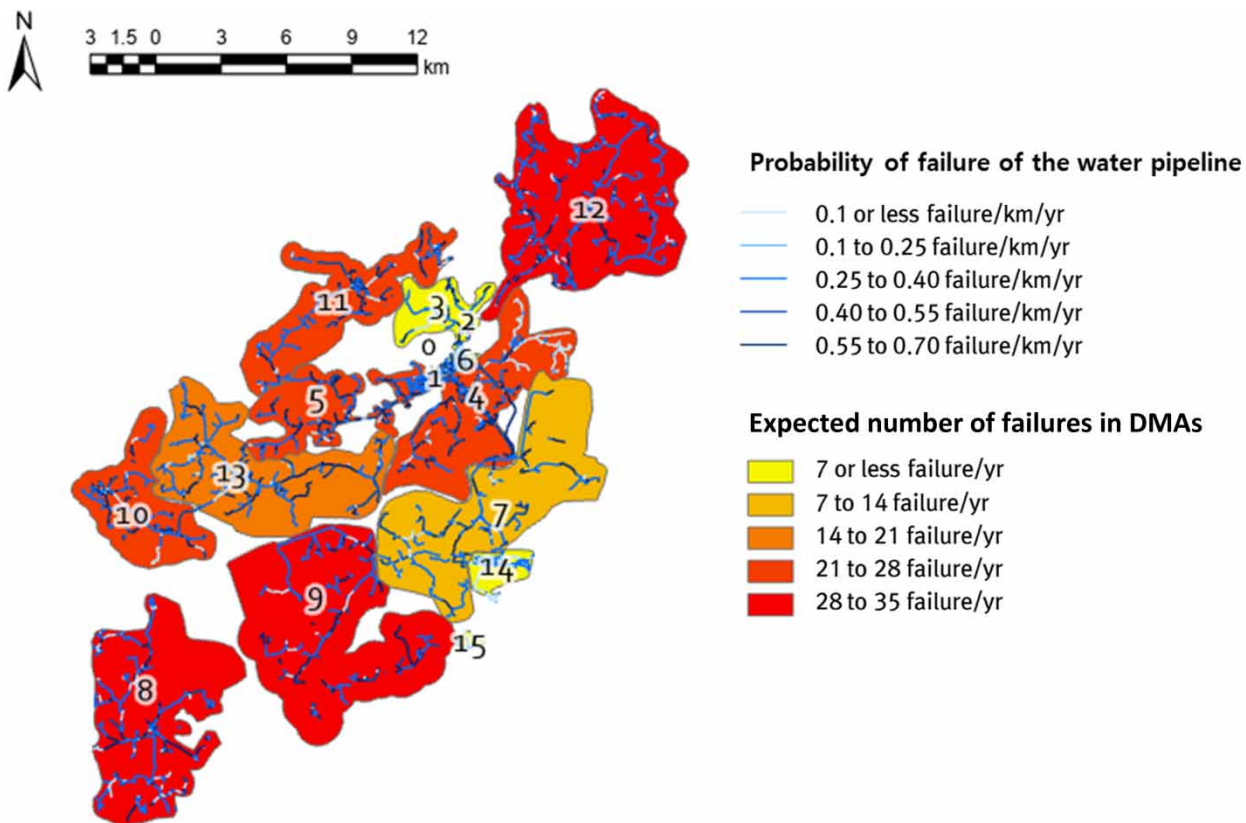 N
3 1.5 0 3 6 9 12
km
Probability of failure of the water pipeline
0.1 or less failure/km/yr
0.1 to 0.25 failure/km/yr
0.25 to 0.40 failure/km/yr
0.40 to 0.55 failure/km/yr
0.55 to 0.70 failure/km/yr
Expected number of failures in DMAs
7 or less failure/yr
7 to 14 failure/yr
14 to 21 failure/yr
21 to 28 failure/yr
28 to 35 failure/yr
12
11
3
2
0
6
1
5
4
13
10
7
14
9
15
8